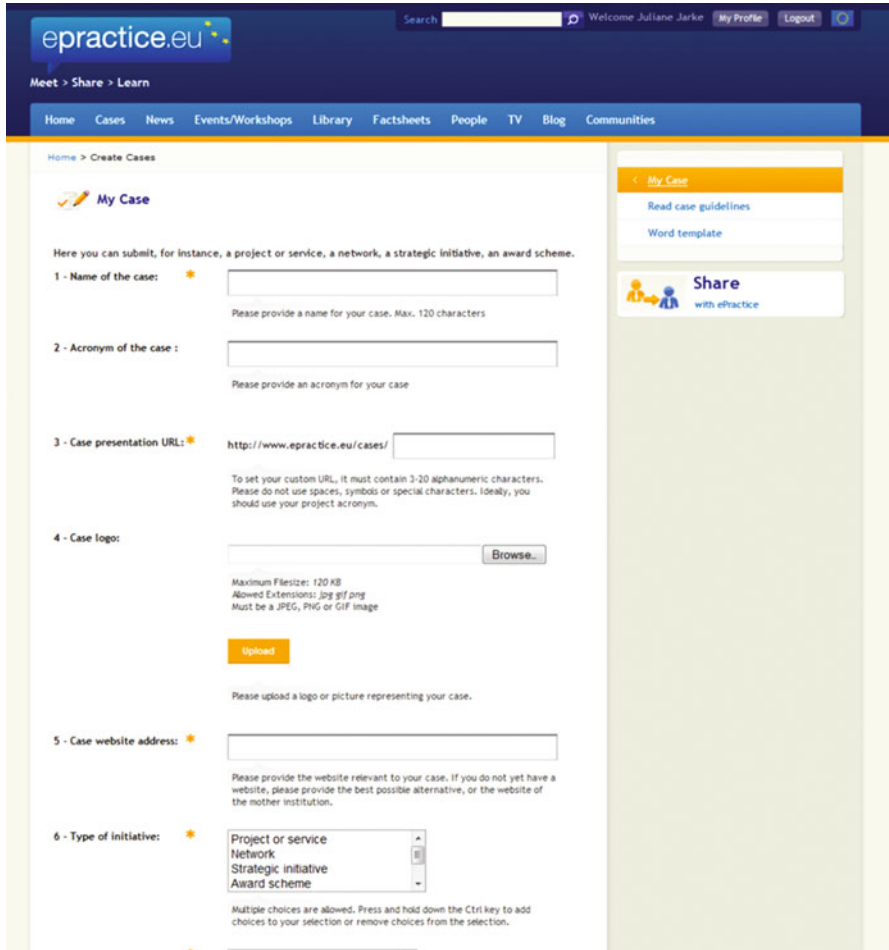 Search
Welcome Juliane Jarke
My Profile
Logout
epractice.eu
Meet > Share > Learn
Home Cases News Events/Workshops Library Factsheets People TV Blog Communities
Home > Create Cases
My Case
Here you can submit, for instance, a project or service, a network, a strategic initiative, an award scheme.
1 - Name of the case: *
Please provide a name for your case. Max. 120 characters
2 - Acronym of the case :
Please provide an acronym for your case
3 - Case presentation URL: *
http://www.epractice.eu/cases/
To set your custom URL, it must contain 3-20 alphanumeric characters.
Please do not use spaces, symbols or special characters. Ideally, you
should use your project acronym.
4 - Case logo:
Browse..
Maximum Filesize: 120 KB
Allowed Extensions: jpg gif png
Must be a JPEG, PNG or GIF image
Upload
Please upload a logo or picture representing your case.
5 - Case website address: *
Please provide the website relevant to your case. If you do not yet have a
website, please provide the best possible alternative, or the website of
the mother institution.
6 - Type of initiative: *
Project or service
Network
Strategic initiative
Award scheme
Multiple choices are allowed. Press and hold down the Ctrl key to add
choices to your selection or remove choices from the selection.
< My Case
Read case guidelines
Word template
Share
with ePractice